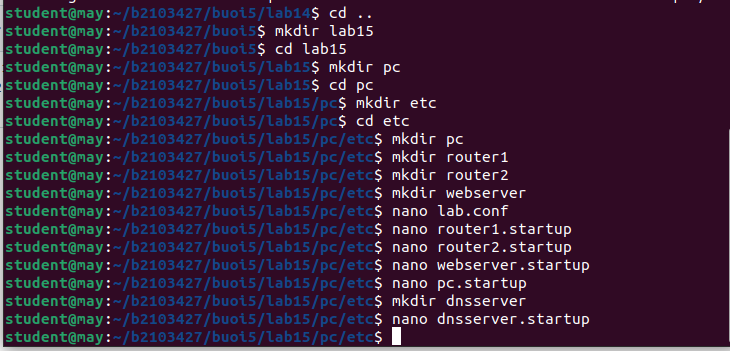 student@may:~/b2103427/buoi5/lab14$ cd ..
student@may:~/b2103427/buoi5$ mkdir lab15
student@may:~/b2103427/buoi5$ cd lab15
student@may:~/b2103427/buoi5/lab15$ mkdir pc
student@may:~/b2103427/buoi5/lab15$ cd pc
student@may:~/b2103427/buoi5/lab15/pc$ mkdir etc
student@may:~/b2103427/buoi5/lab15/pc$ cd etc
student@may:~/b2103427/buoi5/lab15/pc/etc$ mkdir pc
student@may:~/b2103427/buoi5/lab15/pc/etc$ mkdir router1
student@may:~/b2103427/buoi5/lab15/pc/etc$ mkdir router2
student@may:~/b2103427/buoi5/lab15/pc/etc$ mkdir webserver
student@may:~/b2103427/buoi5/lab15/pc/etc$ nano lab.conf
student@may:~/b2103427/buoi5/lab15/pc/etc$ nano router1.startup
student@may:~/b2103427/buoi5/lab15/pc/etc$ nano router2.startup
student@may:~/b2103427/buoi5/lab15/pc/etc$ nano webserver.startup
student@may:~/b2103427/buoi5/lab15/pc/etc$ nano pc.startup
student@may:~/b2103427/buoi5/lab15/pc/etc$ mkdir dnsserver
student@may:~/b2103427/buoi5/lab15/pc/etc$ nano dnsserver.startup
student@may:~/b2103427/buoi5/lab15/pc/etc$